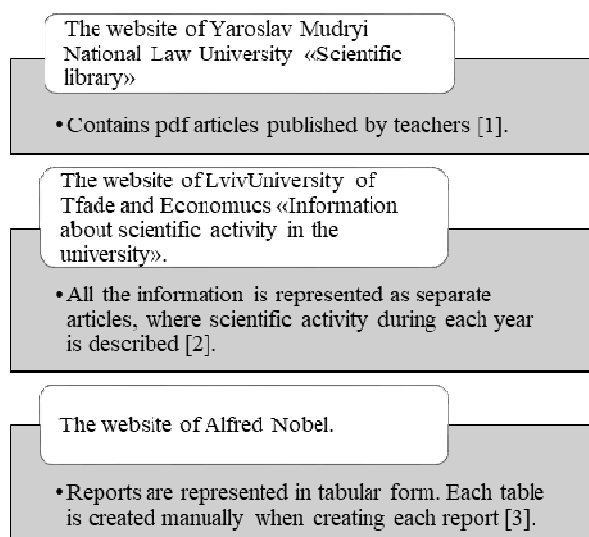 The website of Yaroslav Mudryi
National Law University «Scientific
library»
•Contains pdf articles published by teachers [1].
The website of LvivUniversity of
Tfade and Economucs «Information
about scientific activity in the
university».
•All the information is represented as separate
articles, where scientific activity during each year
is described [2].
The website of Alfred Nobel.
•Reports are represented in tabular form. Each table
is created manually when creating each report [3].